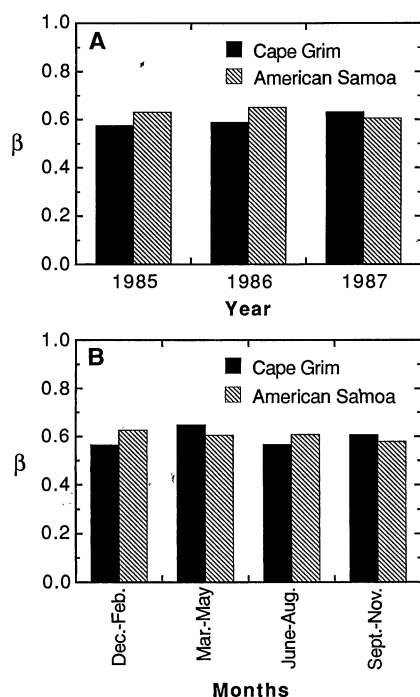 A
Cape Grim
American Samoa
1.0
0.8
0.6
0.4
0.2
0.0
β
1985 1986 1987
Year
B
Cape Grim
American Samoa
1.0
0.8
0.6
0.4
0.2
0.0
β
Dec.-Feb.
Mar.-May
June-Aug.
Sept.-Nov.
Months